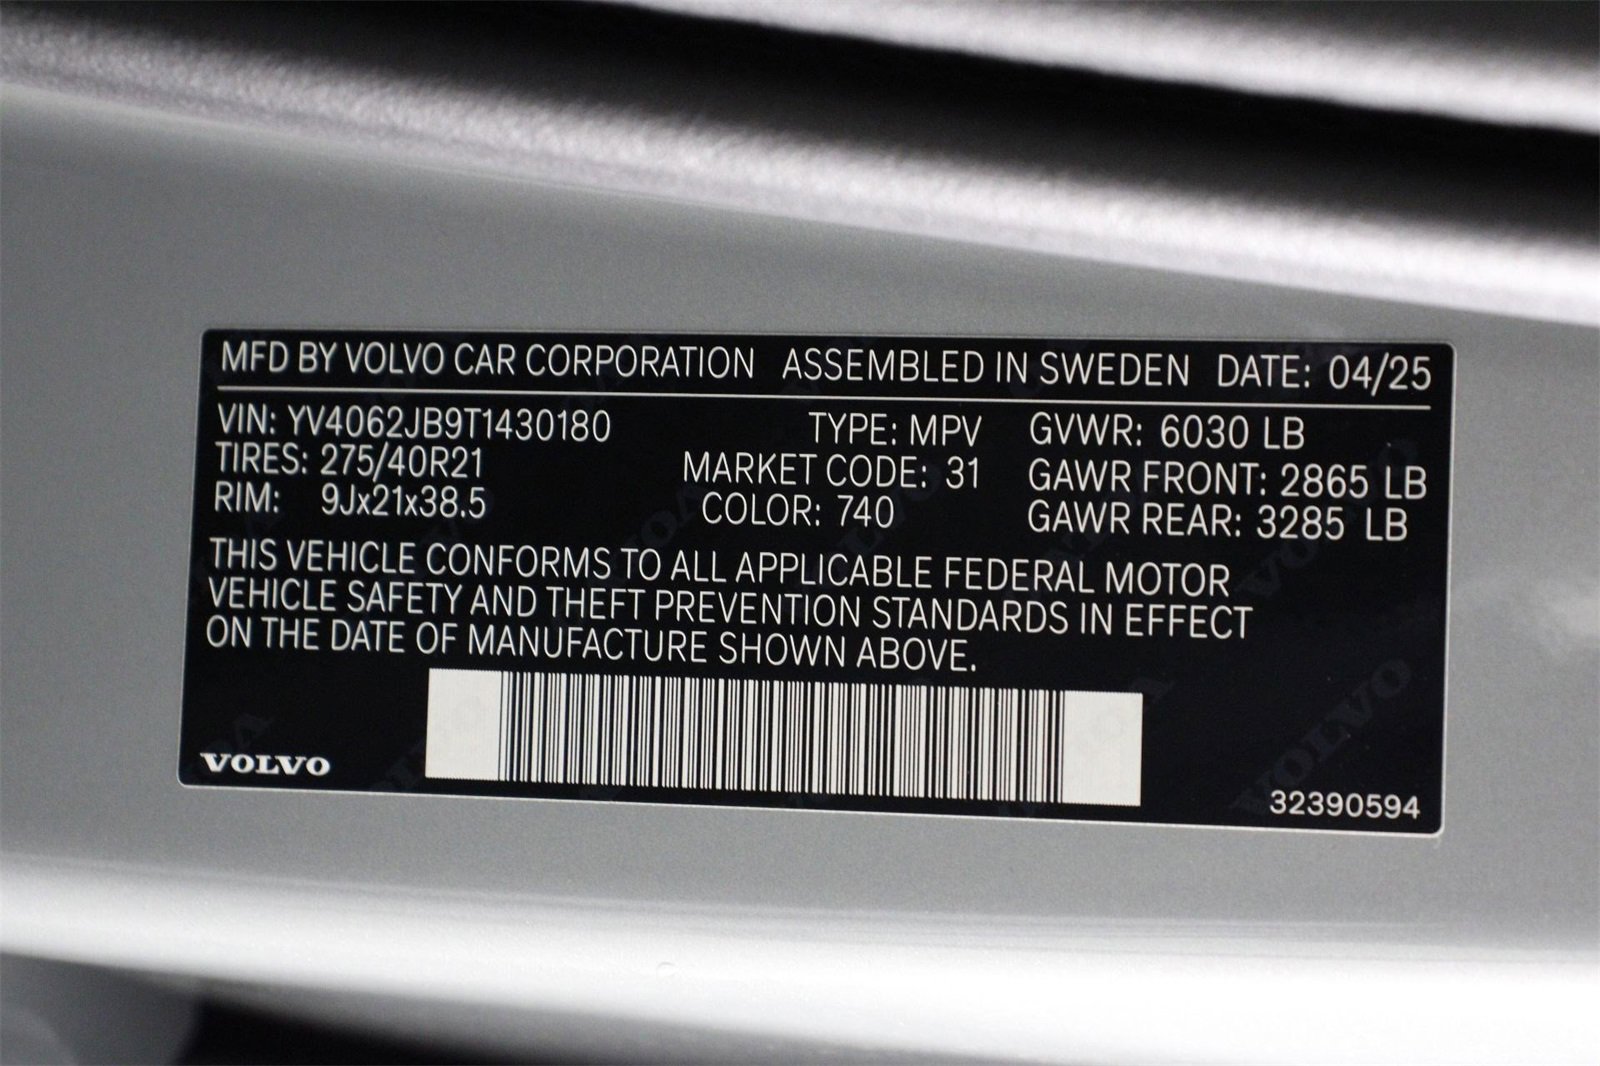 MFD BY VOLVO CAR CORPORATION ASSEMBLED IN SWEDEN DATE: 04/25
VIN: YV4062JB9T1430180 TYPE: MPV GVWR: 6030 LB
TIRES: 275/40R21 MARKET CODE: 31 GAWR FRONT: 2865 LB
RIM: 9Jx21x38.5 COLOR: 740 GAWR REAR: 3285 LB
THIS VEHICLE CONFORMS TO ALL APPLICABLE FEDERAL MOTOR
VEHICLE SAFETY AND THEFT PREVENTION STANDARDS IN EFFECT
ON THE DATE OF MANUFACTURE SHOWN ABOVE.
VOLVO
32390594